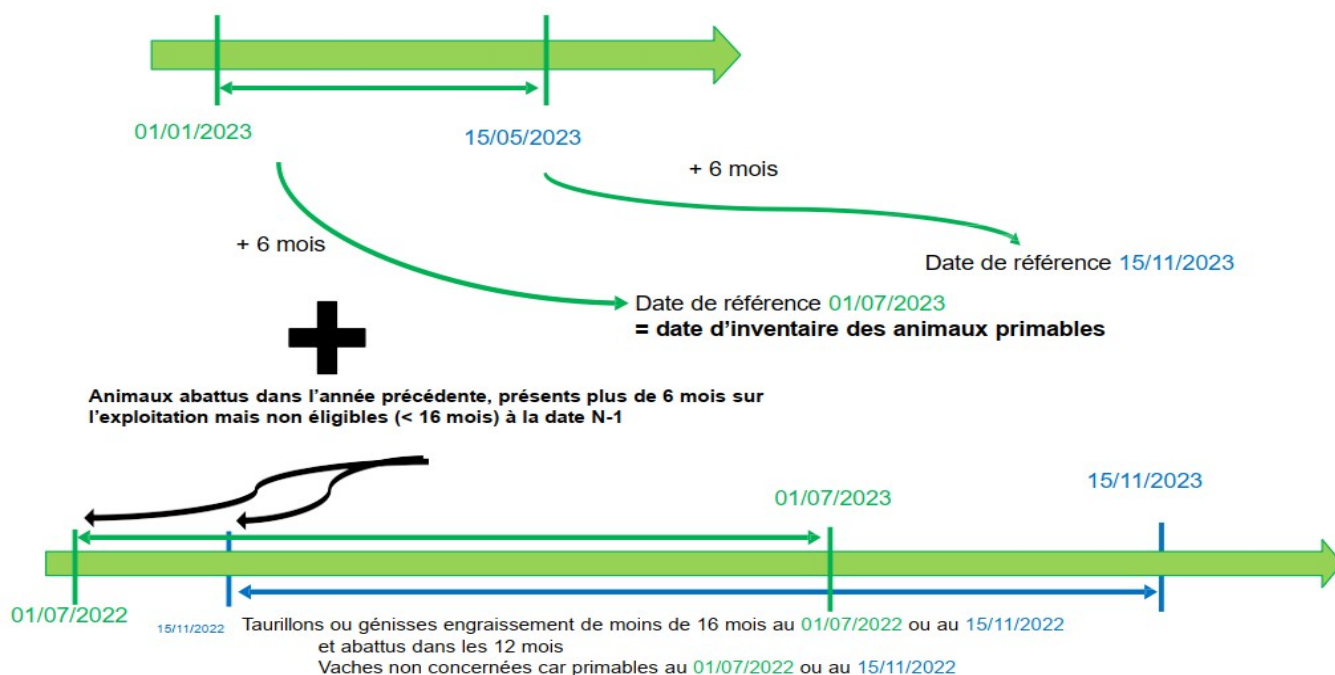 01/01/2023
15/05/2023
+ 6 mois
+ 6 mois
Date de référence 15/11/2023
Date de référence 01/07/2023
= date d’inventaire des animaux primables
Animaux abattus dans l’année précédente, présents plus de 6 mois sur
l’exploitation mais non éligibles (< 16 mois) à la date N-1
15/11/2023
01/07/2023
01/07/2022
15/11/2022
Taurillons ou génisses engraissement de moins de 16 mois au 01/07/2022 ou au 15/11/2022
et abattus dans les 12 mois
Vaches non concernées car primables au 01/07/2022 ou au 15/11/2022